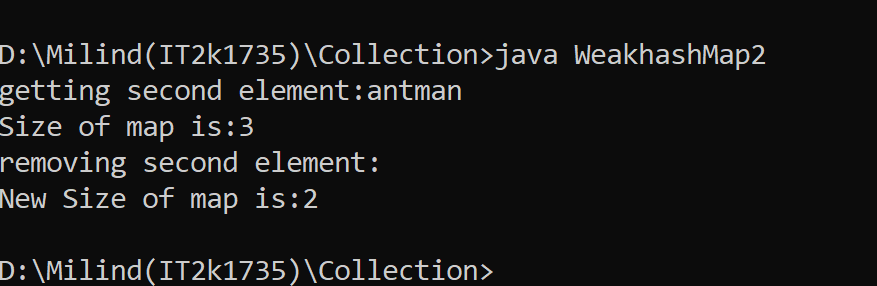 D:\Milind(IT2k1735)\Collection>java WeakhashMap2
getting second element:antman
Size of map is:3
removing second element:
New Size of map is:2
D:\Milind(IT2k1735)\Collection>